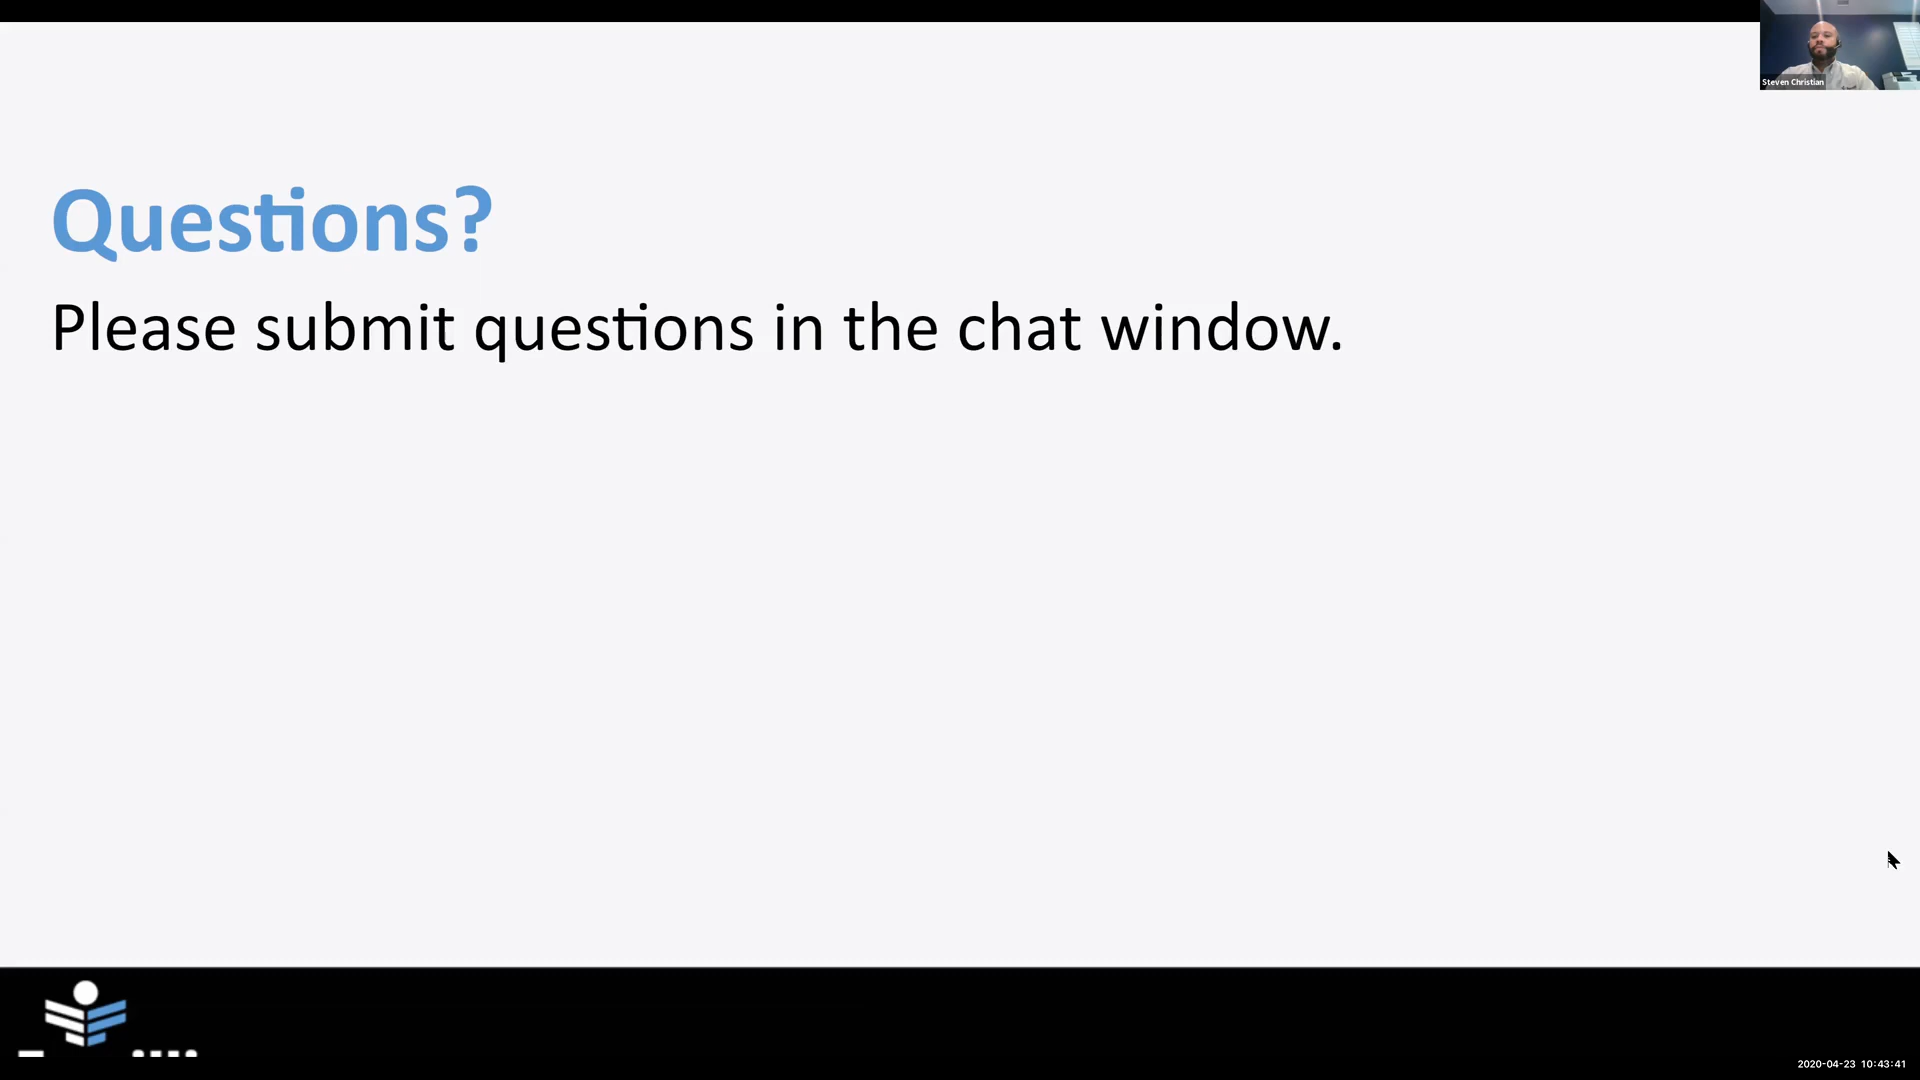 Steven Christian
Questions?
Please submit questions in the chat window.
2020-04-23 10:43:41